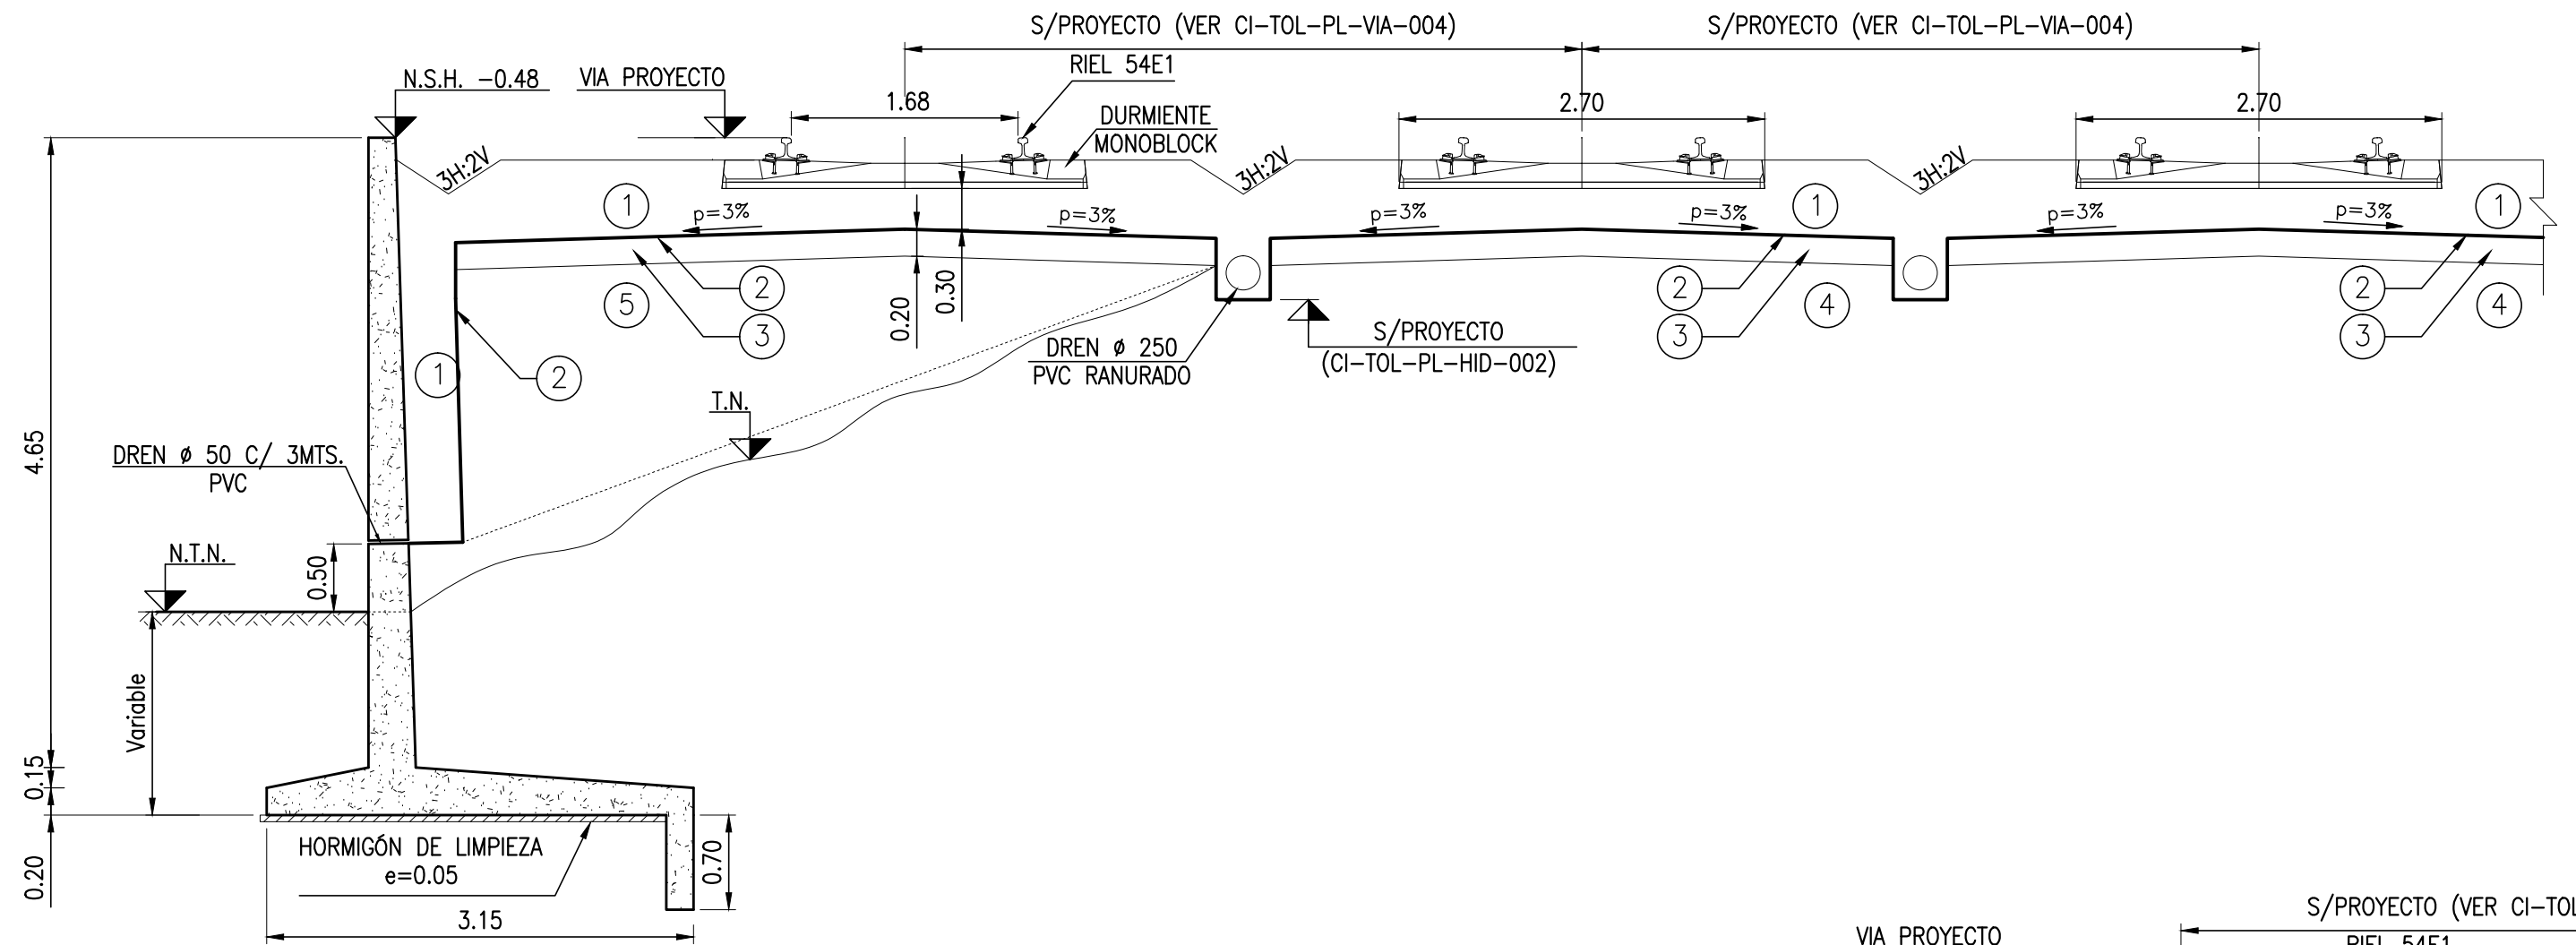 S/PROYECTO (VER CI-TOL-PL-VIA-004)
S/PROYECTO (VER CI-TOL-PL-VIA-004)
N.S.H. -0.48
VIA PROYECTO
RIEL 54E1
1.68
DURMIENTE
MONOBLOCK
2.70
2.70
3H:2V
3H:2V
3H:2V
1
p=3%
p=3%
p=3%
p=3%
1
p=3%
p=3%
1
2
5
3
0.20
0.30
2
4
3
2
4
3
1
2
DREN ø 250
PVC RANURADO
S/PROYECTO
(CI-TOL-PL-HID-002)
T.N.
4.65
DREN ø 50 C/ 3MTS.
PVC
N.T.N.
0.50
Variable
0.15
0.20
HORMIGÓN DE LIMPIEZA
e=0.05
0.70
3.15
S/PROYECTO (VER CI-TOL
VIA PROYECTO
RIEL 54E1